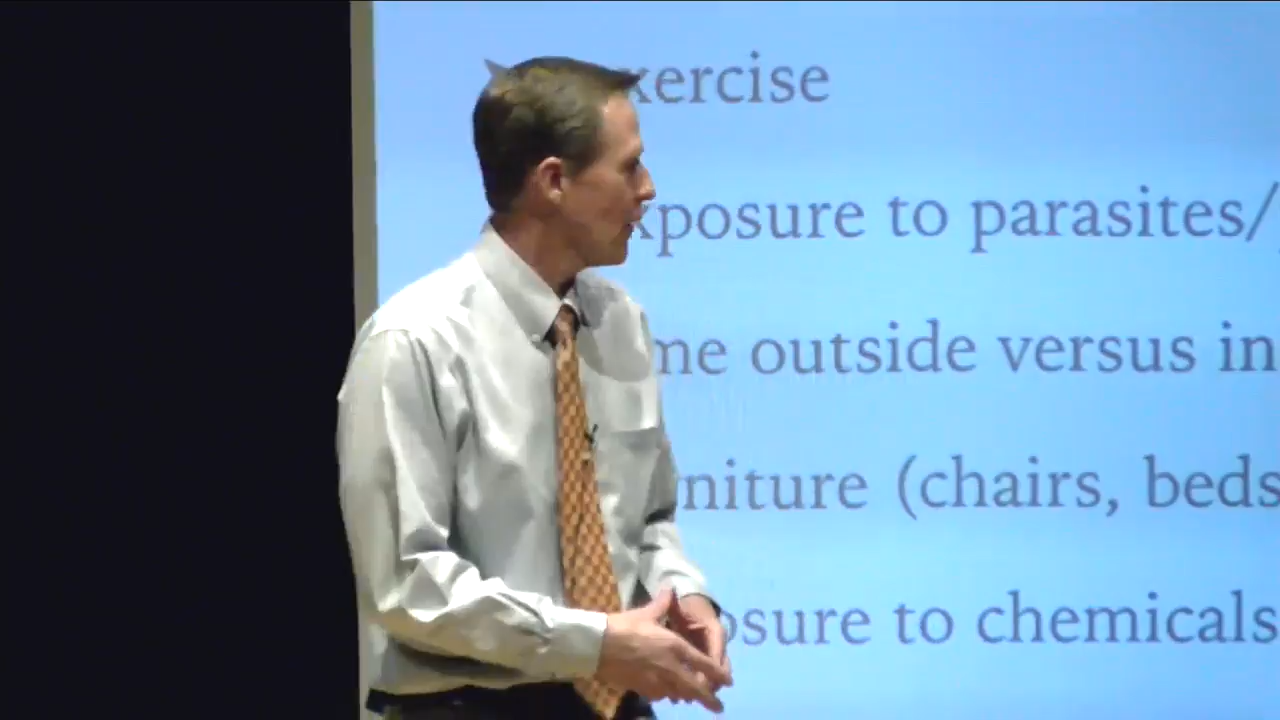 xercise
xposure to parasites/
me outside versus in
niture (chairs, beds
osure to chemicals